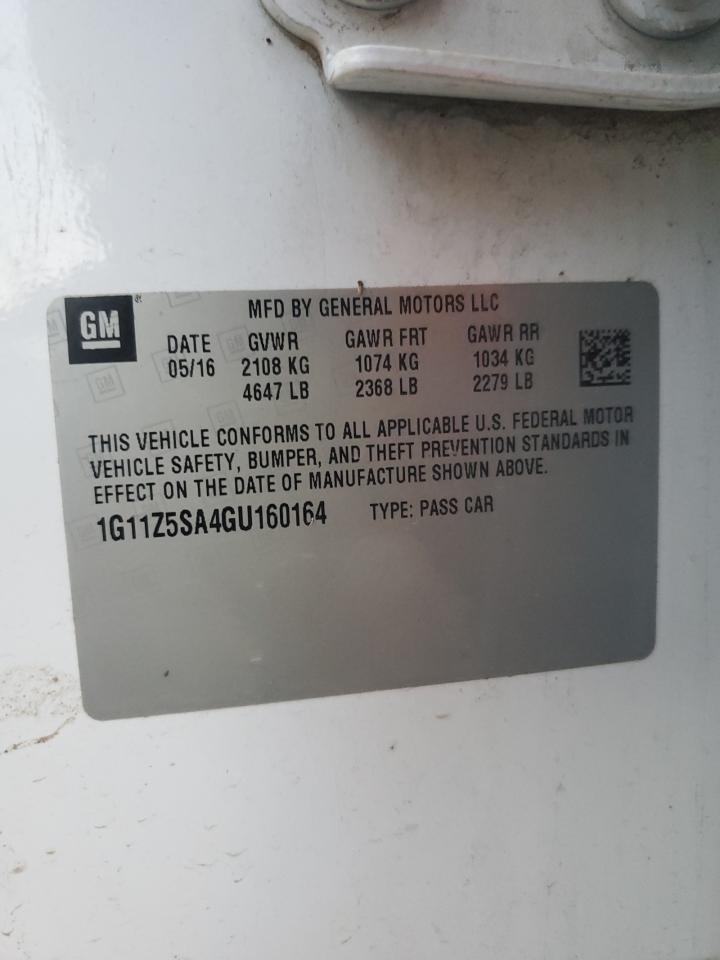 GM
MFD BY GENERAL MOTORS LLC
DATE GVWR GAWR FRT GAWR RR
05/16 2108 KG 1074 KG 1034 KG
4647 LB 2368 LB 2279 LB
THIS VEHICLE CONFORMS TO ALL APPLICABLE U.S. FEDERAL MOTOR
VEHICLE SAFETY, BUMPER, AND THEFT PREVENTION STANDARDS IN
EFFECT ON THE DATE OF MANUFACTURE SHOWN ABOVE.
1G11Z5SA4GU160164 TYPE: PASS CAR